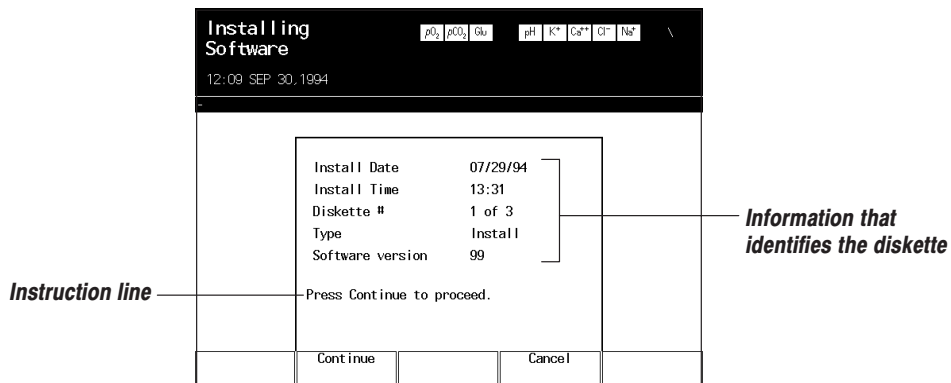 Installing
Software
pO₂ pCO₂ Glu pH K⁺ Ca⁺⁺ Cl⁻ Na⁺ \
12:09 SEP 30,1994
-
Install Date 07/29/94
Install Time 13:31
Diskette # 1 of 3
Type Install
Software version 99
Information that
identifies the diskette
Instruction line
Press Continue to proceed.
Continue Cancel